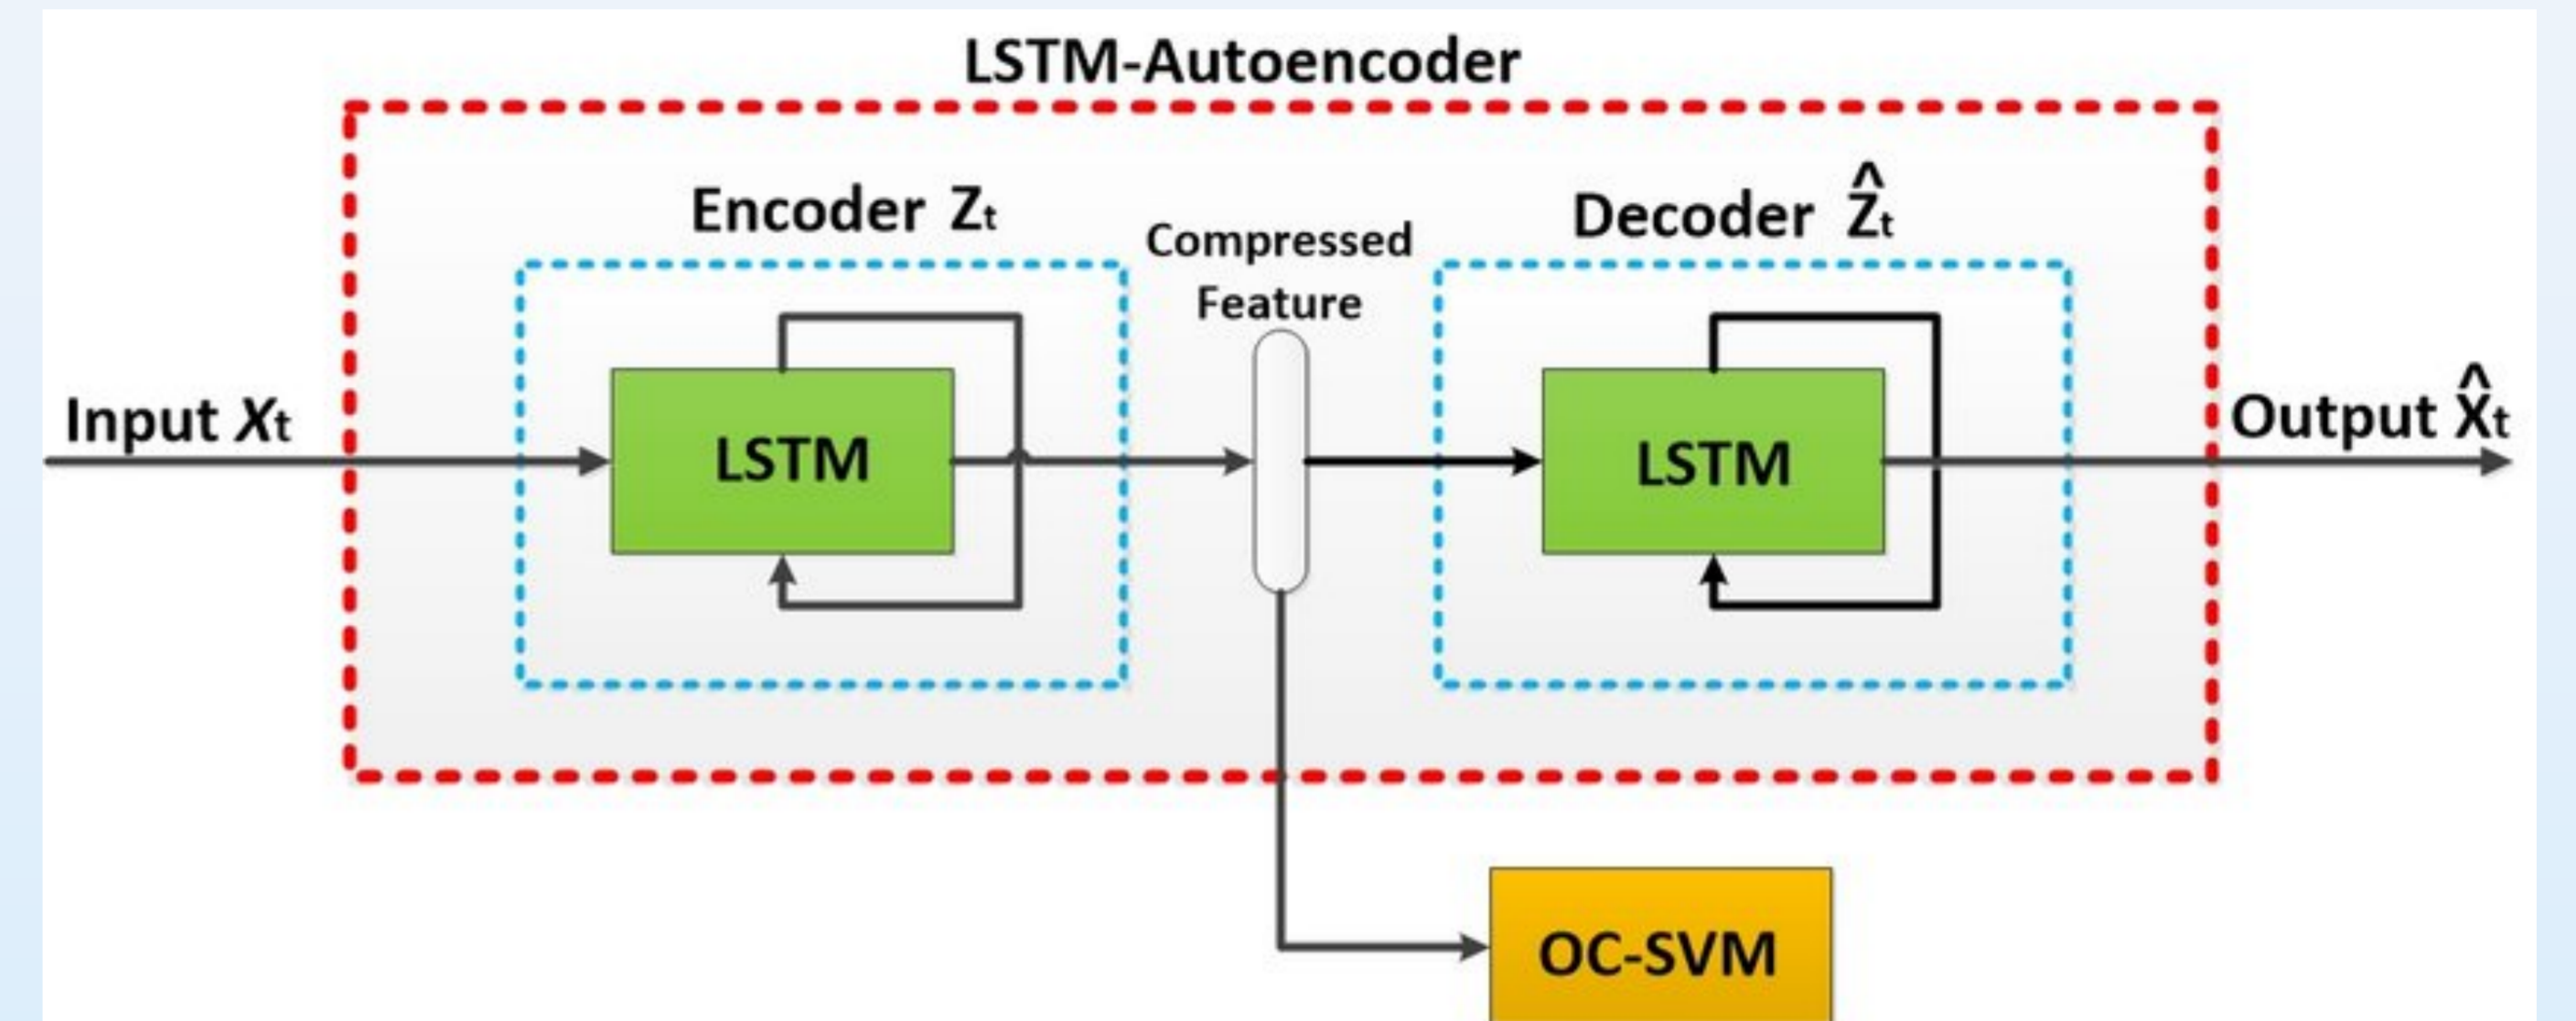 LSTM-Autoencoder
Encoder Zt
Compressed
Feature
Decoder Ẑt
Input Xt
LSTM
LSTM
Output X̂t
OC-SVM